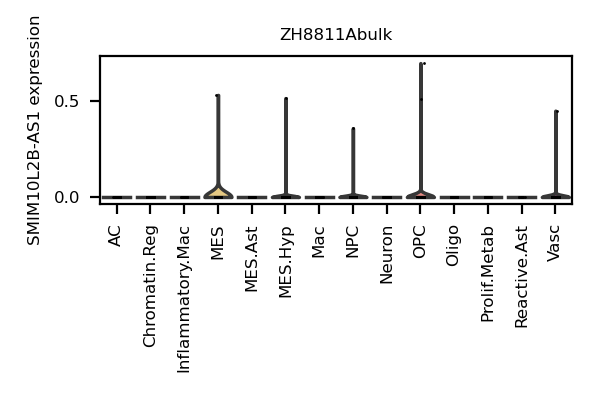 ZH8811Abulk
SMIM10L2B-AS1 expression
0.5
0.0
AC
Chromatin.Reg
Inflammatory.Mac
MES
MES.Ast
MES.Hyp
Mac
NPC
Neuron
OPC
Oligo
Prolif.Metab
Reactive.Ast
Vasc